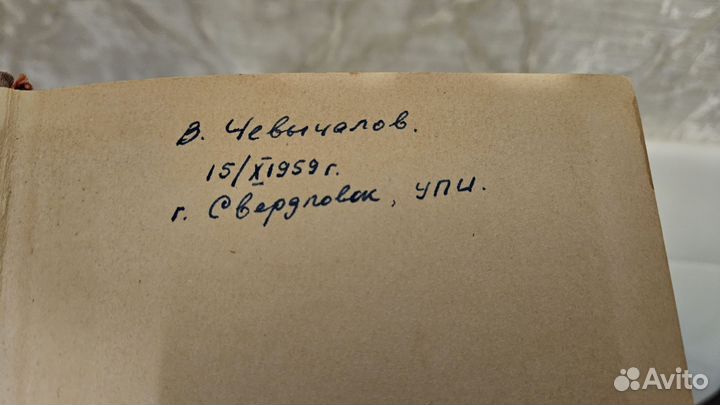 В. Чевычалов.
15/X 1959 г.
г. Свердловск, УПИ.
Avito